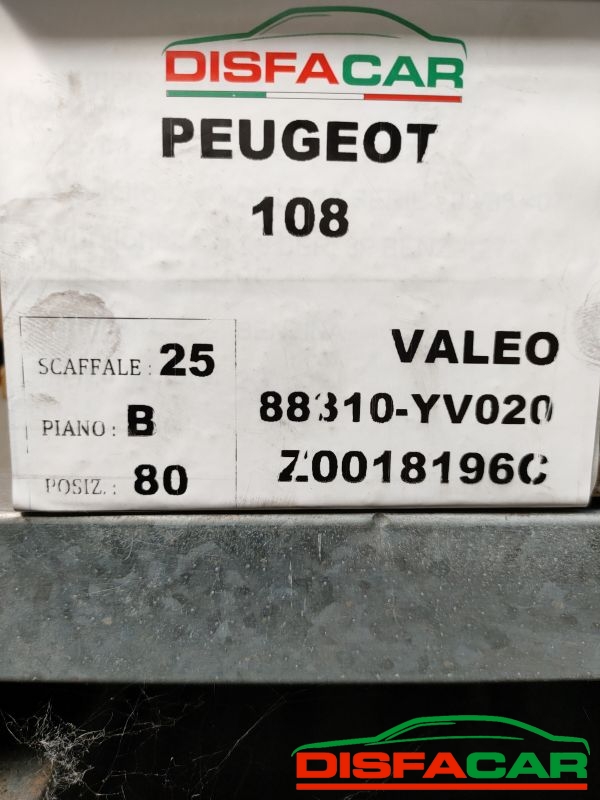 DISFACAR
PEUGEOT
108
SCAFFALE : 25
PIANO : B
POSIZ. : 80
VALEO
88310-YV020
Z0018196C
DISFACAR